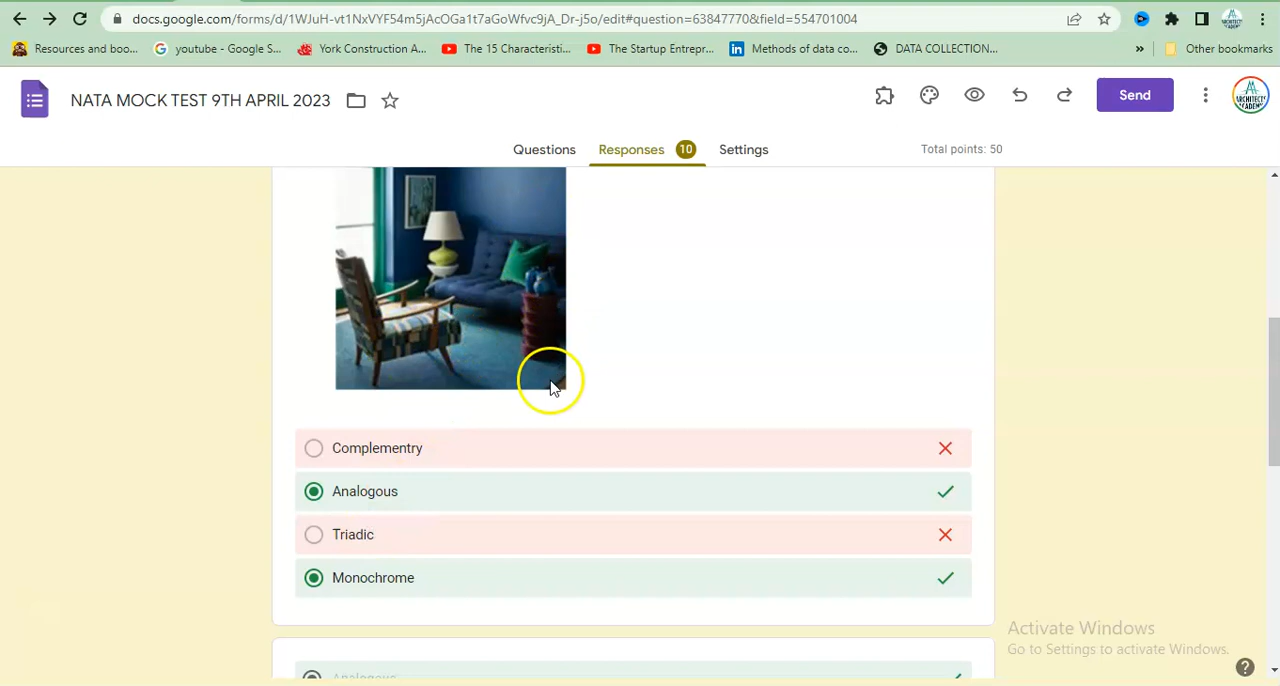 docs.google.com/forms/d/1WJuH-vt1NxVYF54m5jAcOGa1t7aGoWfvc9jA_Dr-j5o/edit#question=63847770&field=554701004
Resources and boo... youtube - Google S... York Construction A... The 15 Characteristi... The Startup Entrepr... Methods of data co... DATA COLLECTION... » Other bookmarks
NATA MOCK TEST 9TH APRIL 2023 Send
Questions Responses 10 Settings Total points: 50
Complementry
Analogous
Triadic
Monochrome
Activate Windows
Go to Settings to activate Windows.
Analogous